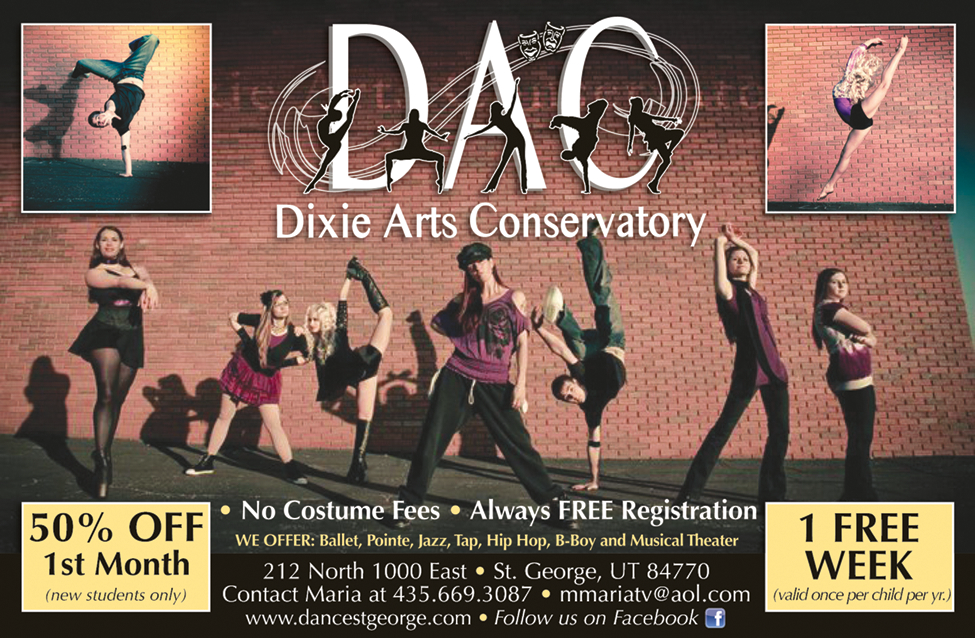 DAC
Dixie Arts Conservatory
• No Costume Fees • Always FREE Registration
WE OFFER: Ballet, Pointe, Jazz, Tap, Hip Hop, B-Boy and Musical Theater
212 North 1000 East • St. George, UT 84770
Contact Maria at 435.669.3087 • mmariatv@aol.com
www.dancestgeorge.com • Follow us on Facebook f
50% OFF
1st Month
(new students only)
1 FREE
WEEK
(valid once per child per yr.)